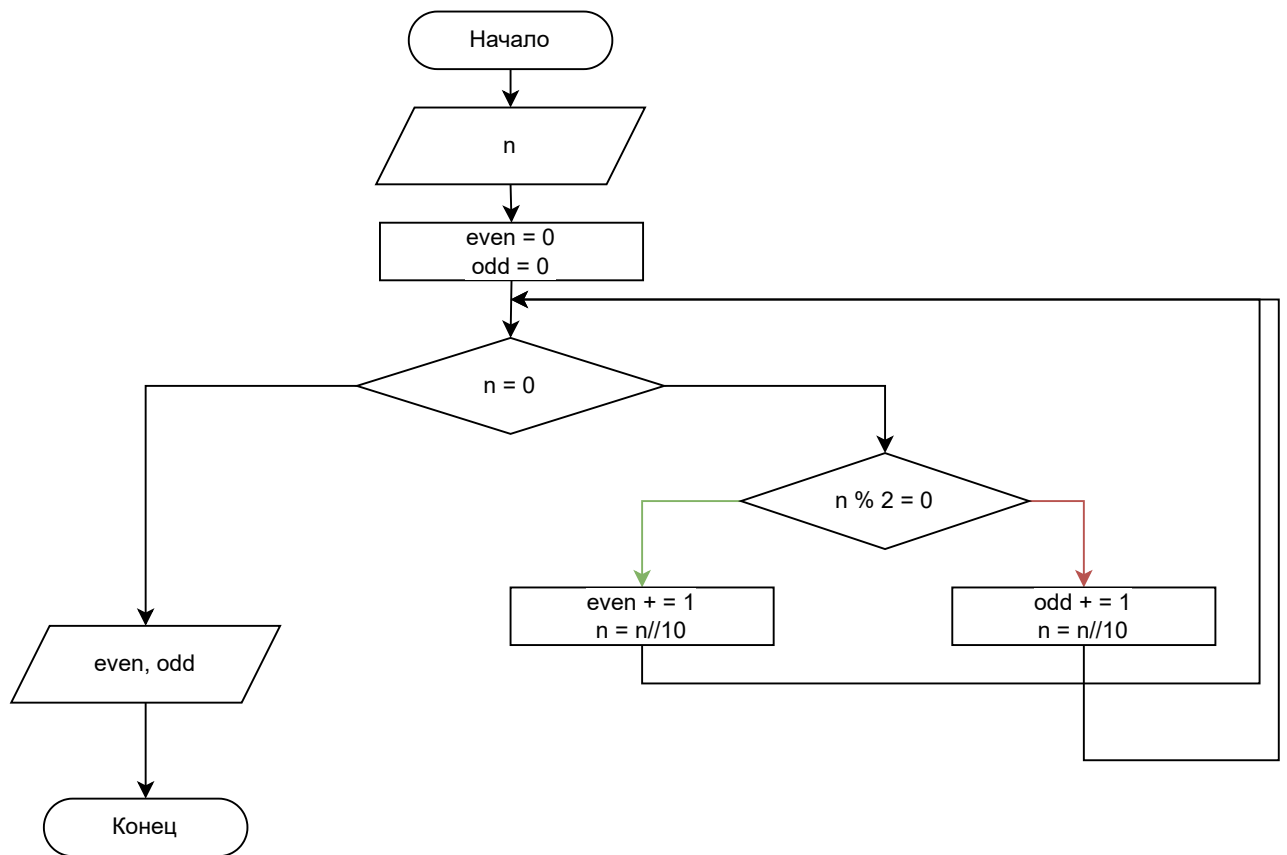 Начало
n
even = 0
odd = 0
n = 0
n % 2 = 0
even + = 1
n = n//10
odd + = 1
n = n//10
even, odd
Конец